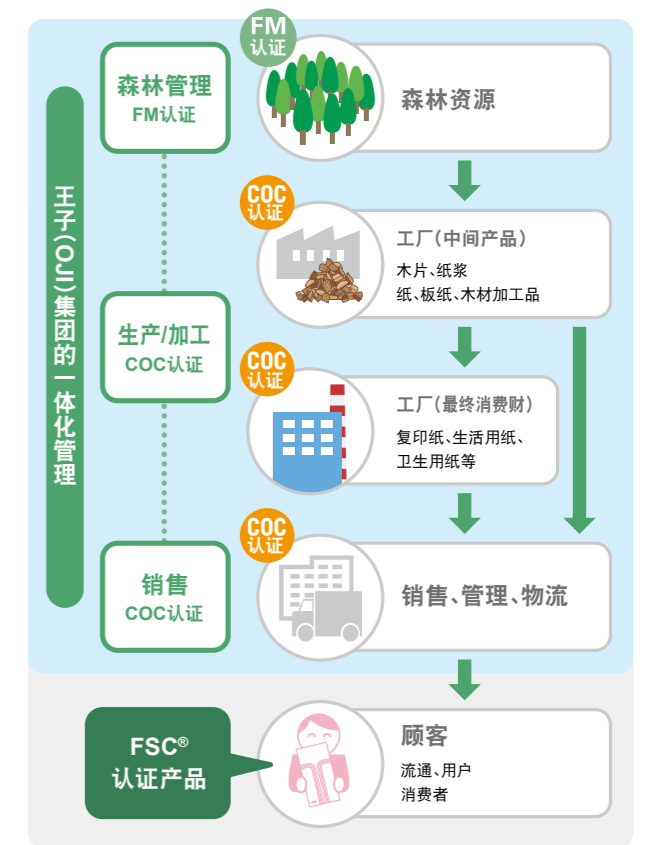 王子(OJI)集团的一体化管理
森林管理
FM认证
FM
认证
森林资源
COC
认证
工厂(中间产品)
木片、纸浆
纸、板纸、木材加工品
生产/加工
COC认证
COC
认证
工厂(最终消费财)
复印纸、生活用纸、
卫生用纸等
销售
COC认证
COC
认证
销售、管理、物流
FSC®
认证产品
顾客
流通、用户
消费者